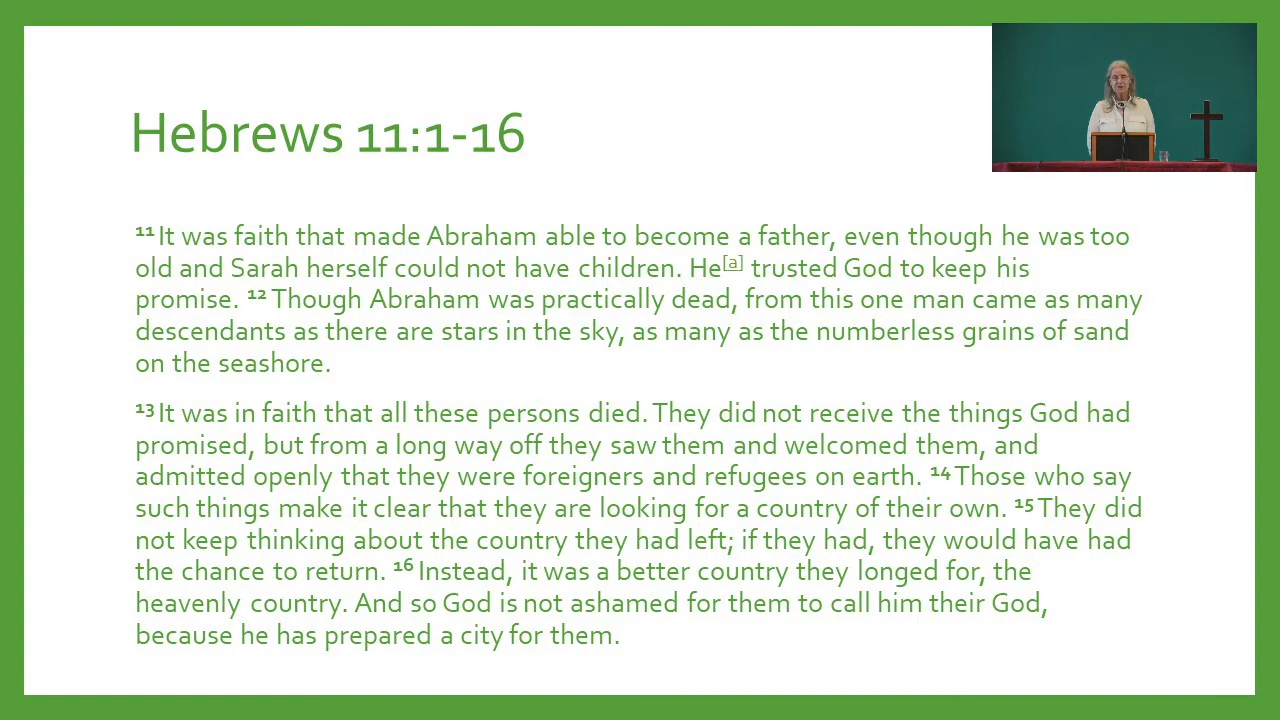 Hebrews 11:1-16
11 It was faith that made Abraham able to become a father, even though he was too
old and Sarah herself could not have children. He[a] trusted God to keep his
promise. 12 Though Abraham was practically dead, from this one man came as many
descendants as there are stars in the sky, as many as the numberless grains of sand
on the seashore.
13 It was in faith that all these persons died. They did not receive the things God had
promised, but from a long way off they saw them and welcomed them, and
admitted openly that they were foreigners and refugees on earth. 14 Those who say
such things make it clear that they are looking for a country of their own. 15 They did
not keep thinking about the country they had left; if they had, they would have had
the chance to return. 16 Instead, it was a better country they longed for, the
heavenly country. And so God is not ashamed for them to call him their God,
because he has prepared a city for them.